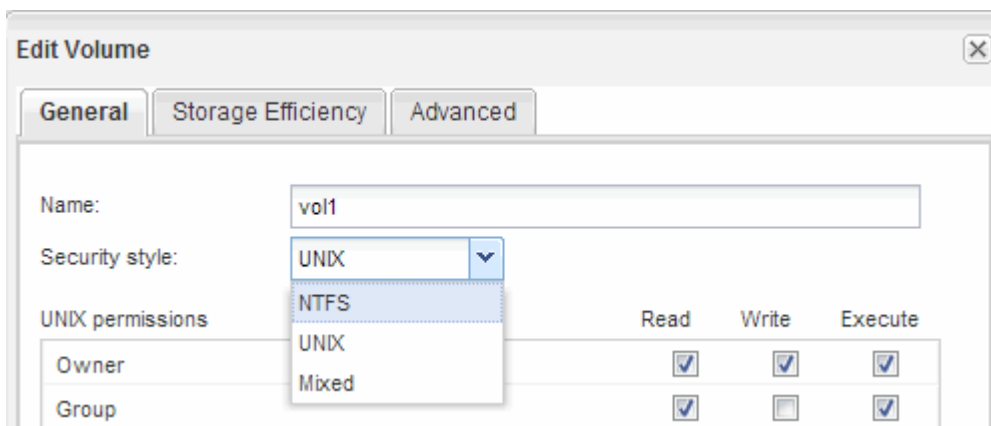 Edit Volume
General Storage Efficiency Advanced
Name: vol1
Security style: UNIX
NTFS
UNIX permissions Read Write Execute
UNIX
Owner
Mixed
Group